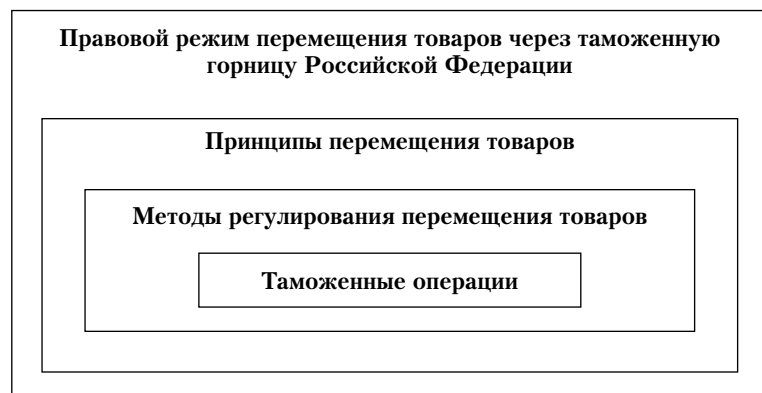 Правовой режим перемещения товаров через таможенную
горницу Российской Федерации
Принципы перемещения товаров
Методы регулирования перемещения товаров
Таможенные операции